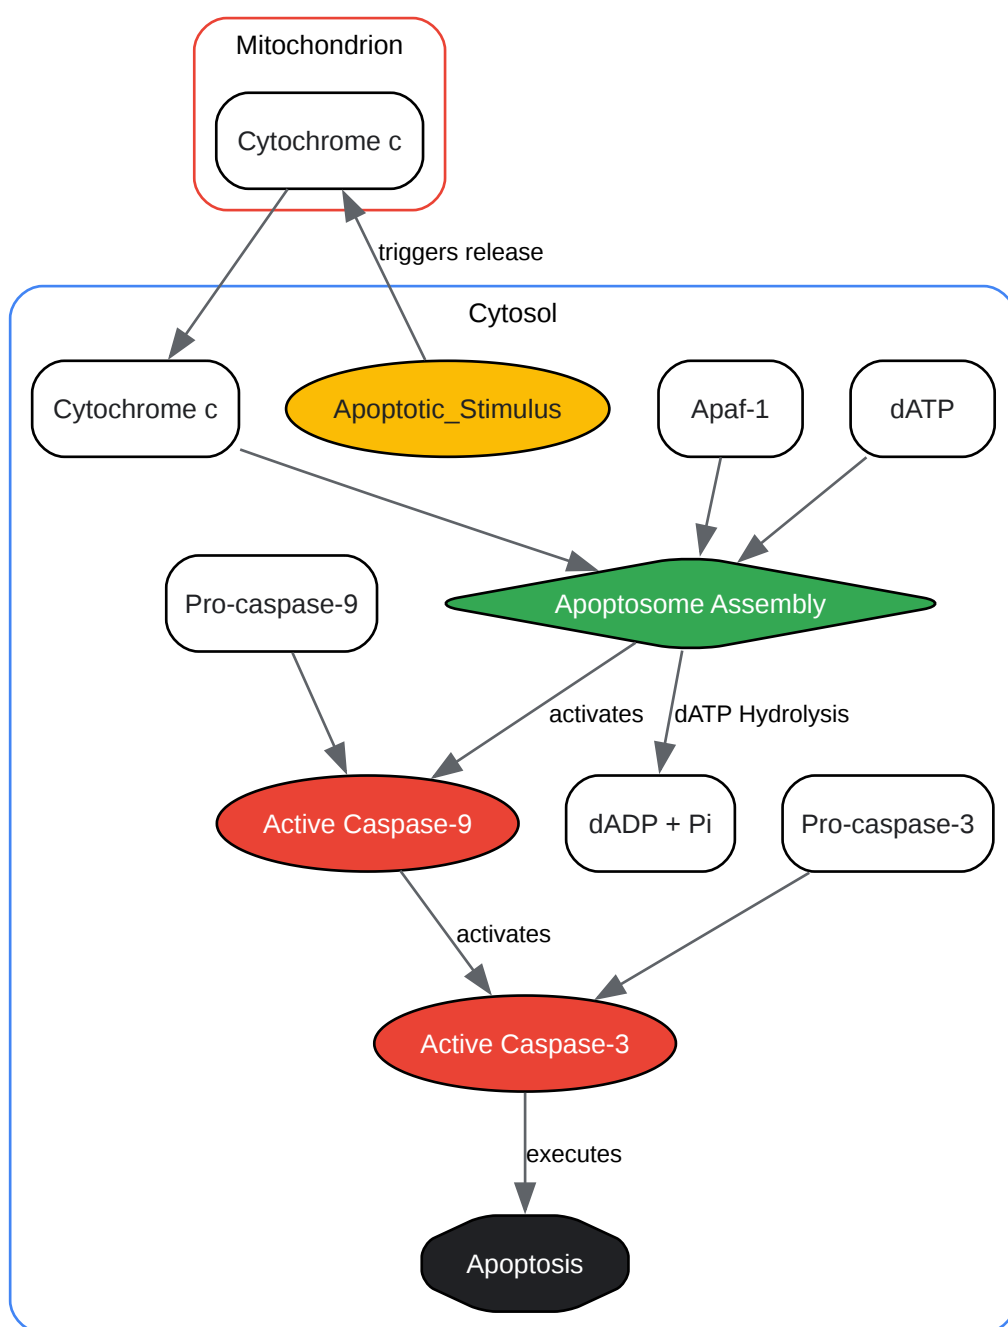 Mitochondrion
Cytochrome c
triggers release
Cytosol
Cytochrome c
Apoptotic_Stimulus
Apaf-1
dATP
Pro-caspase-9
Apoptosome Assembly
activates
dATP Hydrolysis
Active Caspase-9
dADP + Pi
Pro-caspase-3
activates
Active Caspase-3
executes
Apoptosis